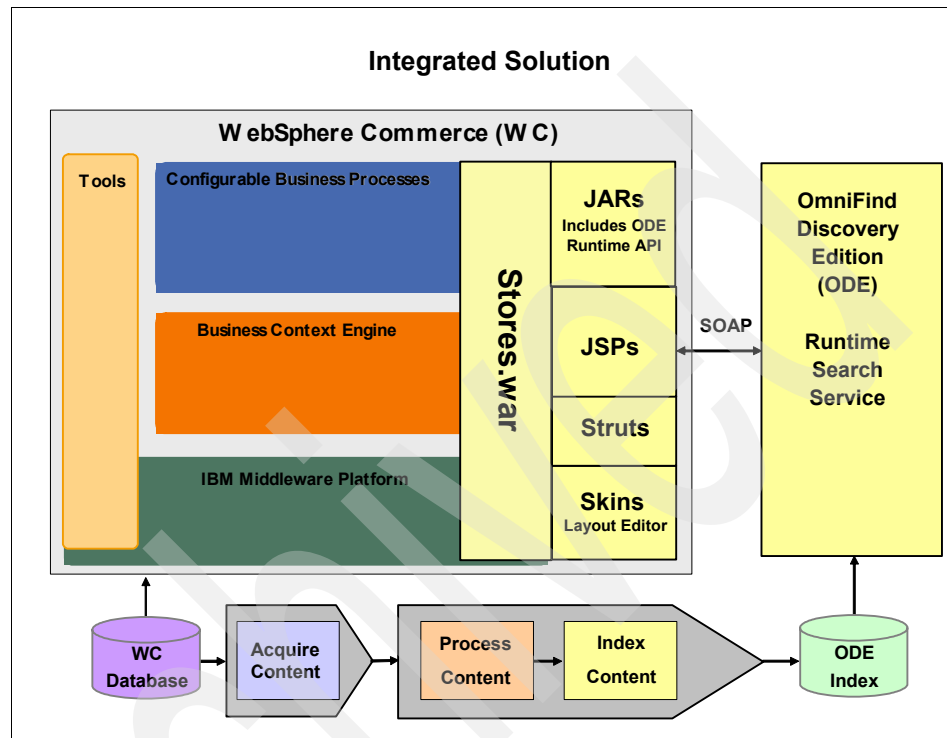 Integrated Solution
WebSphere Commerce (WC)
Tools
Configurable Business Processes
Business Context Engine
IBM Middleware Platform
Stores.war
JARs
Includes ODE
Runtime API
JSPs
Struts
Skins
Layout Editor
SOAP
OmniFind
Discovery
Edition
(ODE)
Runtime
Search
Service
WC
Database
Acquire
Content
Process
Content
Index
Content
ODE
Index